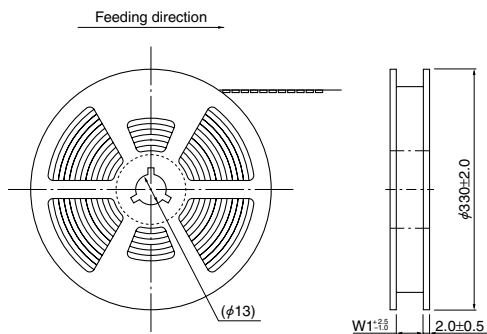 Feeding direction
(ϕ13)
ϕ330±2.0
W1 +2.5 −1.0
2.0±0.5